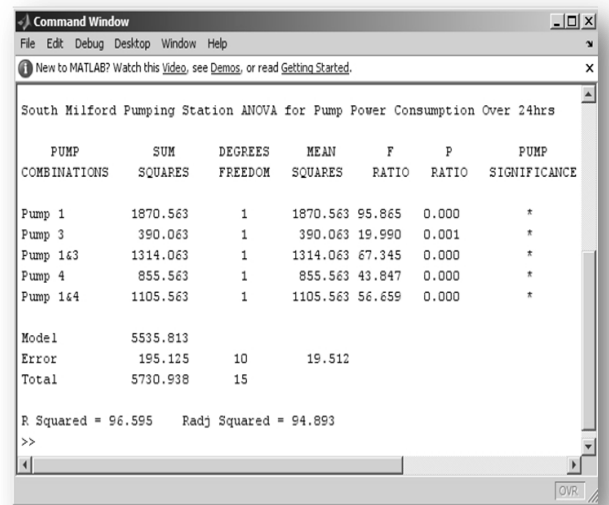 Command Window
File Edit Debug Desktop Window Help
New to MATLAB? Watch this Video, see Demos, or read Getting Started.
South Milford Pumping Station ANOVA for Pump Power Consumption Over 24hrs
PUMP SUM DEGREES MEAN F P PUMP
COMBINATIONS SQUARES FREEDOM SQUARES RATIO RATIO SIGNIFICANCE
Pump 1 1870.563 1 1870.563 95.865 0.000 *
Pump 3 390.063 1 390.063 19.990 0.001 *
Pump 1&3 1314.063 1 1314.063 67.345 0.000 *
Pump 4 855.563 1 855.563 43.847 0.000 *
Pump 1&4 1105.563 1 1105.563 56.659 0.000 *
Model 5535.813
Error 195.125 10 19.512
Total 5730.938 15
R Squared = 96.595 Radj Squared = 94.893
>>
OVR